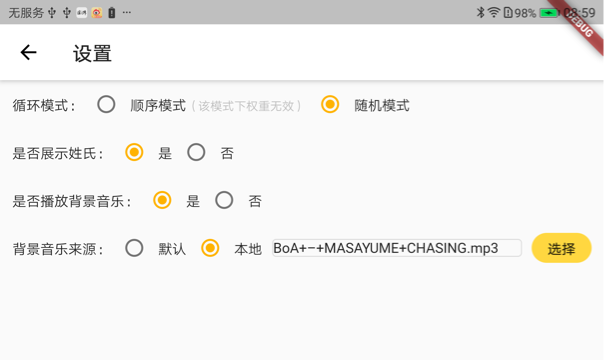 无服务 98% 08:59
DEBUG
设置
循环模式： 顺序模式（该模式下权重无效） 随机模式
是否展示姓氏： 是 否
是否播放背景音乐： 是 否
背景音乐来源： 默认 本地 BoA+–+MASAYUME+CHASING.mp3 选择